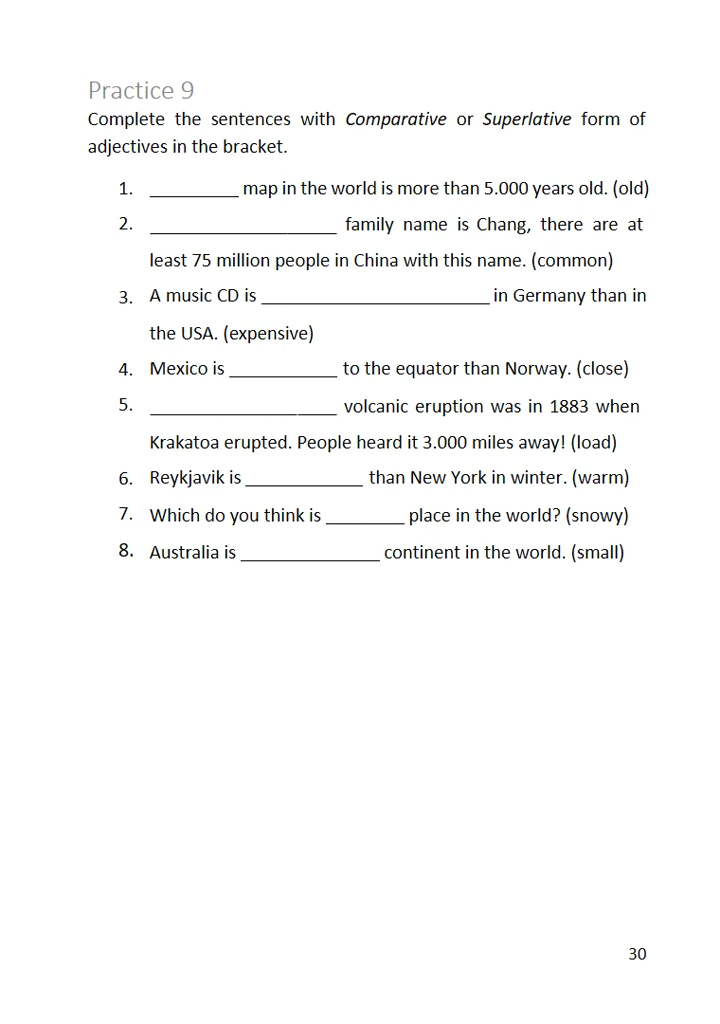 Practice 9
Complete the sentences with Comparative or Superlative form of
adjectives in the bracket.
1. _________ map in the world is more than 5.000 years old. (old)
2. ___________________ family name is Chang, there are at
least 75 million people in China with this name. (common)
3. A music CD is _______________________ in Germany than in
the USA. (expensive)
4. Mexico is ___________ to the equator than Norway. (close)
5. ___________________ volcanic eruption was in 1883 when
Krakatoa erupted. People heard it 3.000 miles away! (load)
6. Reykjavik is ____________ than New York in winter. (warm)
7. Which do you think is ________ place in the world? (snowy)
8. Australia is ______________ continent in the world. (small)
30